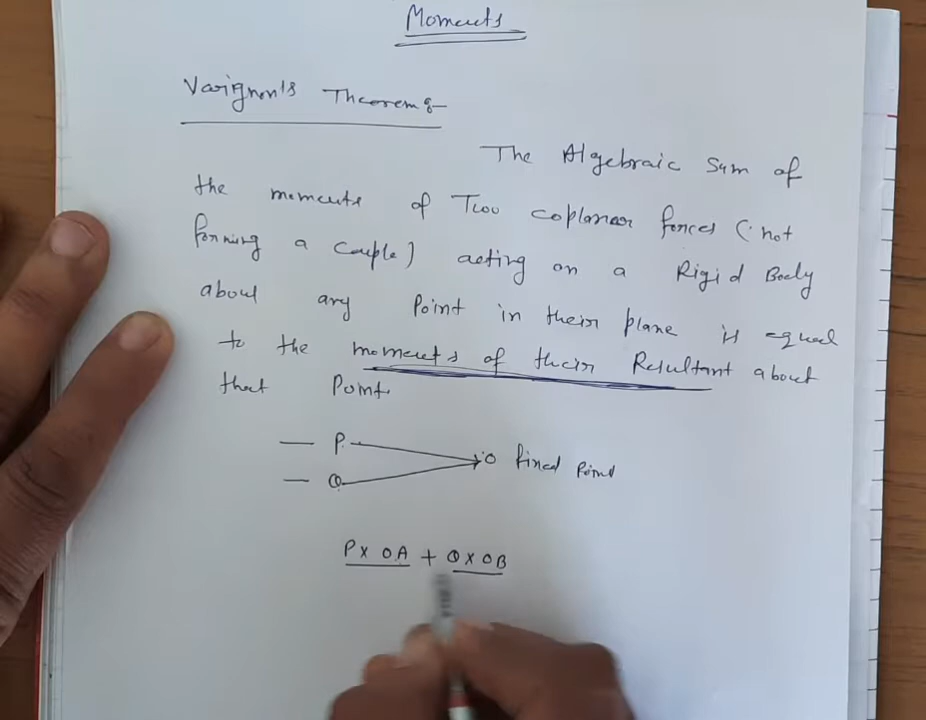 Moments
Varignon's Theorem :-
The Algebraic Sum of
the moments of Two coplanar forces ( not
forming a couple ) acting on a Rigid Body
about any Point in their plane is equal
to the moments of their Resultant about
that Point.
— P → O fixed Point
— Q
P x OA + Q x OB